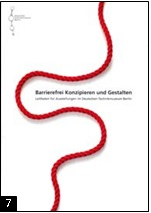 Barrierefrei Konzipieren und Gestalten
Leitfaden für Ausstellungen im Deutschen Technikmuseum Berlin
7